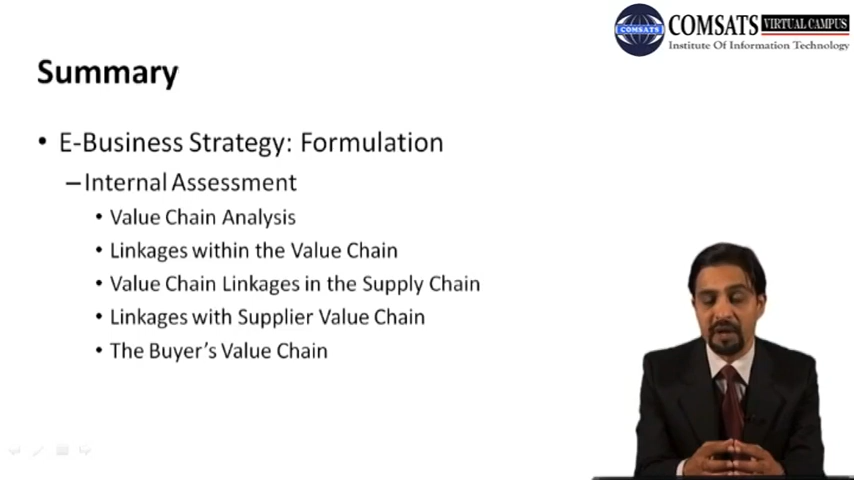 COMSATS VIRTUAL CAMPUS
COMSATS
Institute Of Information Technology
Summary
• E-Business Strategy: Formulation
–Internal Assessment
• Value Chain Analysis
• Linkages within the Value Chain
• Value Chain Linkages in the Supply Chain
• Linkages with Supplier Value Chain
• The Buyer's Value Chain